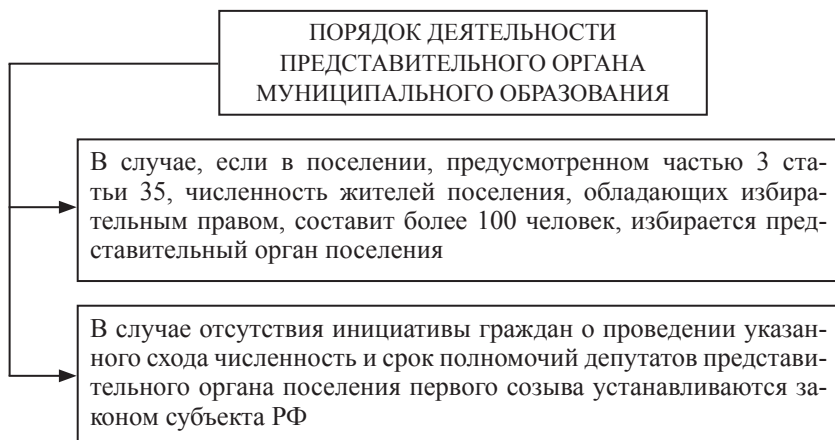 ПОРЯДОК ДЕЯТЕЛЬНОСТИ
ПРЕДСТАВИТЕЛЬНОГО ОРГАНА
МУНИЦИПАЛЬНОГО ОБРАЗОВАНИЯ
В случае, если в поселении, предусмотренном частью 3 ста-
тьи 35, численность жителей поселения, обладающих избира-
тельным правом, составит более 100 человек, избирается пред-
ставительный орган поселения
В случае отсутствия инициативы граждан о проведении указан-
ного схода численность и срок полномочий депутатов представи-
тельного органа поселения первого созыва устанавливаются за-
коном субъекта РФ